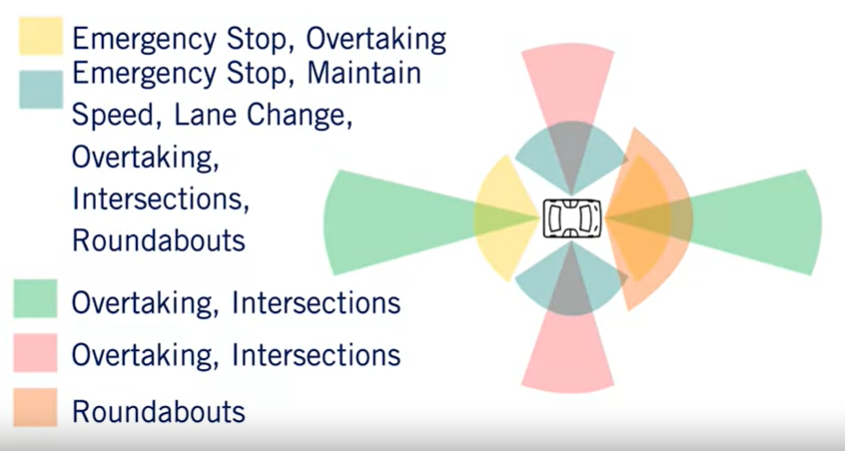 Emergency Stop, Overtaking
Emergency Stop, Maintain
Speed, Lane Change,
Overtaking,
Intersections,
Roundabouts
Overtaking, Intersections
Overtaking, Intersections
Roundabouts